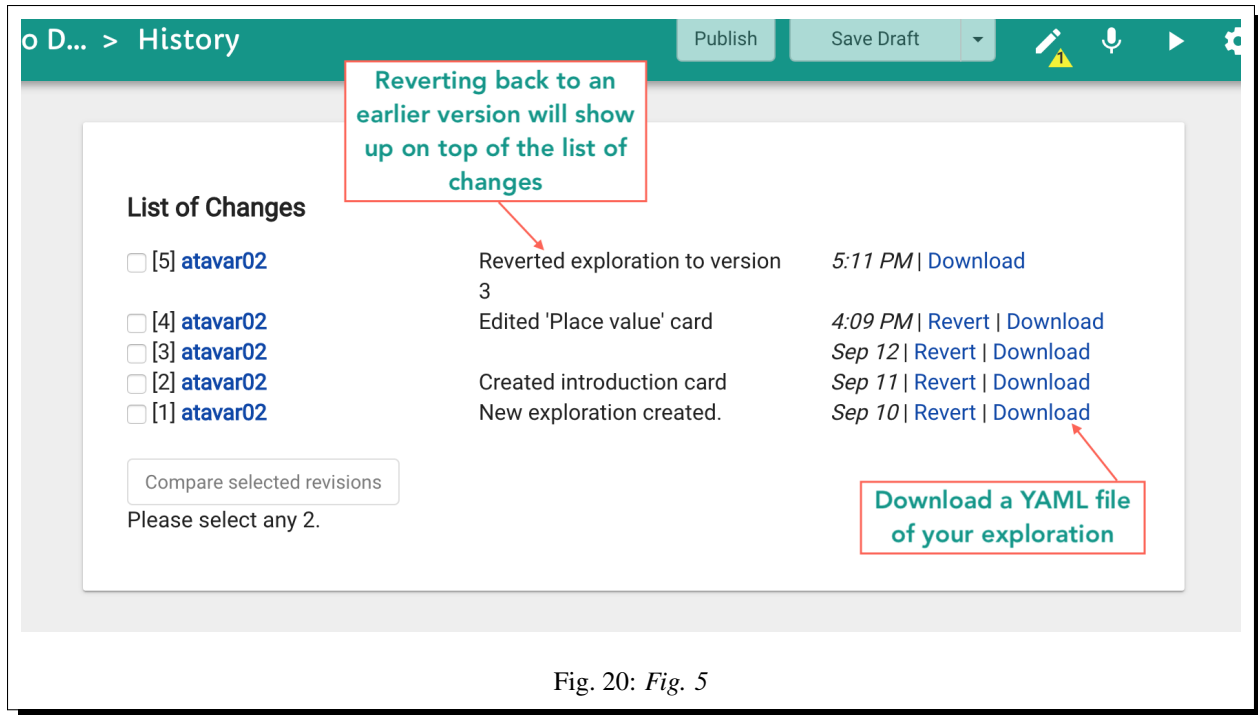 o D... > History
Publish
Save Draft
1
Reverting back to an
earlier version will show
up on top of the list of
changes
List of Changes
[5] atavar02 Reverted exploration to version 5:11 PM | Download
3
[4] atavar02 Edited 'Place value' card 4:09 PM | Revert | Download
[3] atavar02 Sep 12 | Revert | Download
[2] atavar02 Created introduction card Sep 11 | Revert | Download
[1] atavar02 New exploration created. Sep 10 | Revert | Download
Compare selected revisions
Please select any 2.
Download a YAML file
of your exploration
Fig. 20: Fig. 5